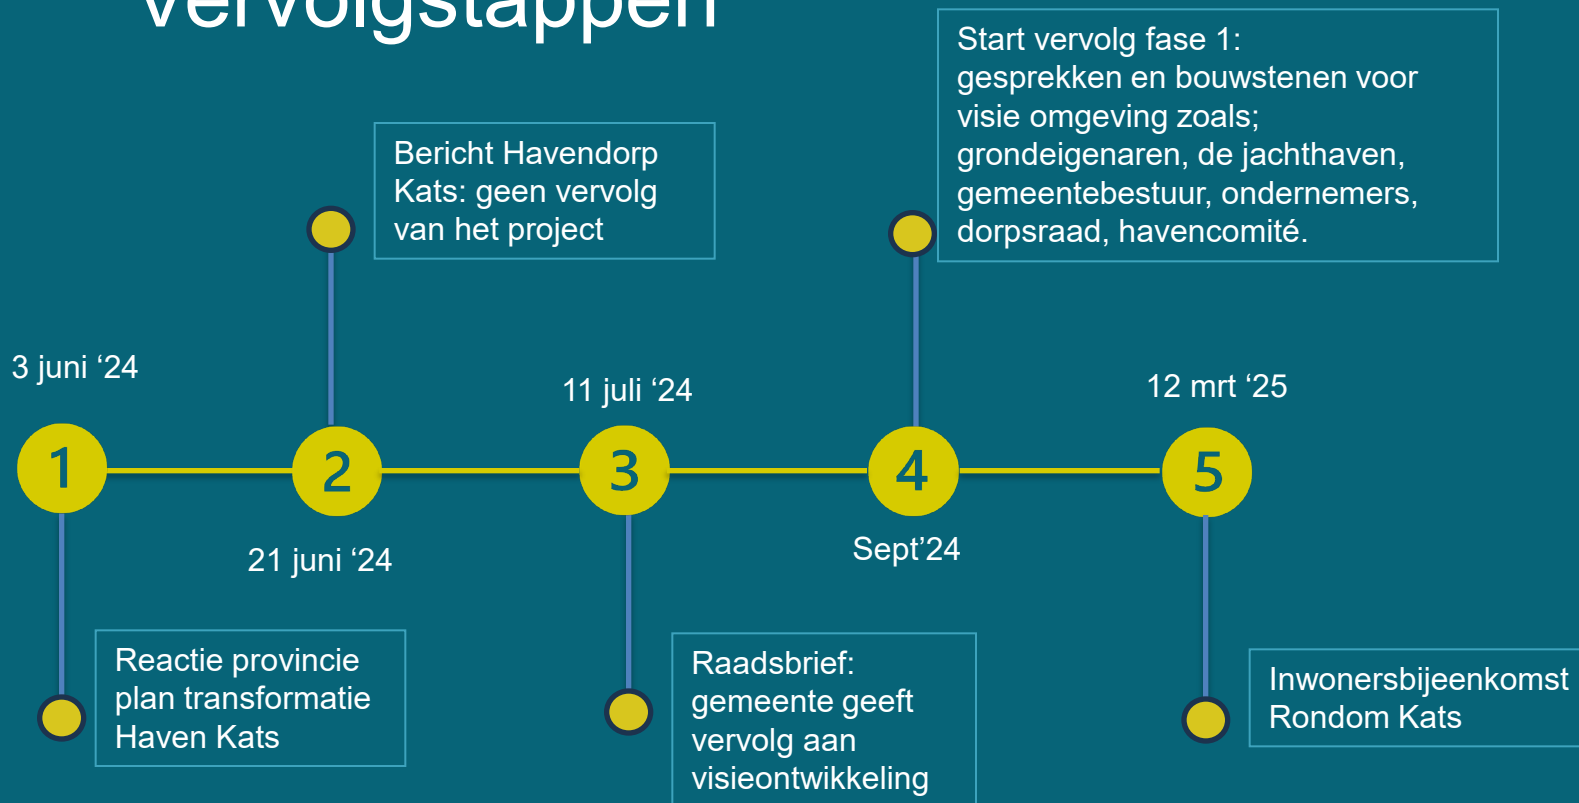 Vervolgstappen
Start vervolg fase 1:
gesprekken en bouwstenen voor
visie omgeving zoals;
grondeigenaren, de jachthaven,
gemeentebestuur, ondernemers,
dorpsraad, havencomité.
Bericht Havendorp
Kats: geen vervolg
van het project
3 juni ‘24
11 juli ‘24
12 mrt ‘25
1
2
3
4
5
21 juni ‘24
Sept’24
Reactie provincie
plan transformatie
Haven Kats
Raadsbrief:
gemeente geeft
vervolg aan
visieontwikkeling
Inwonersbijeenkomst
Rondom Kats